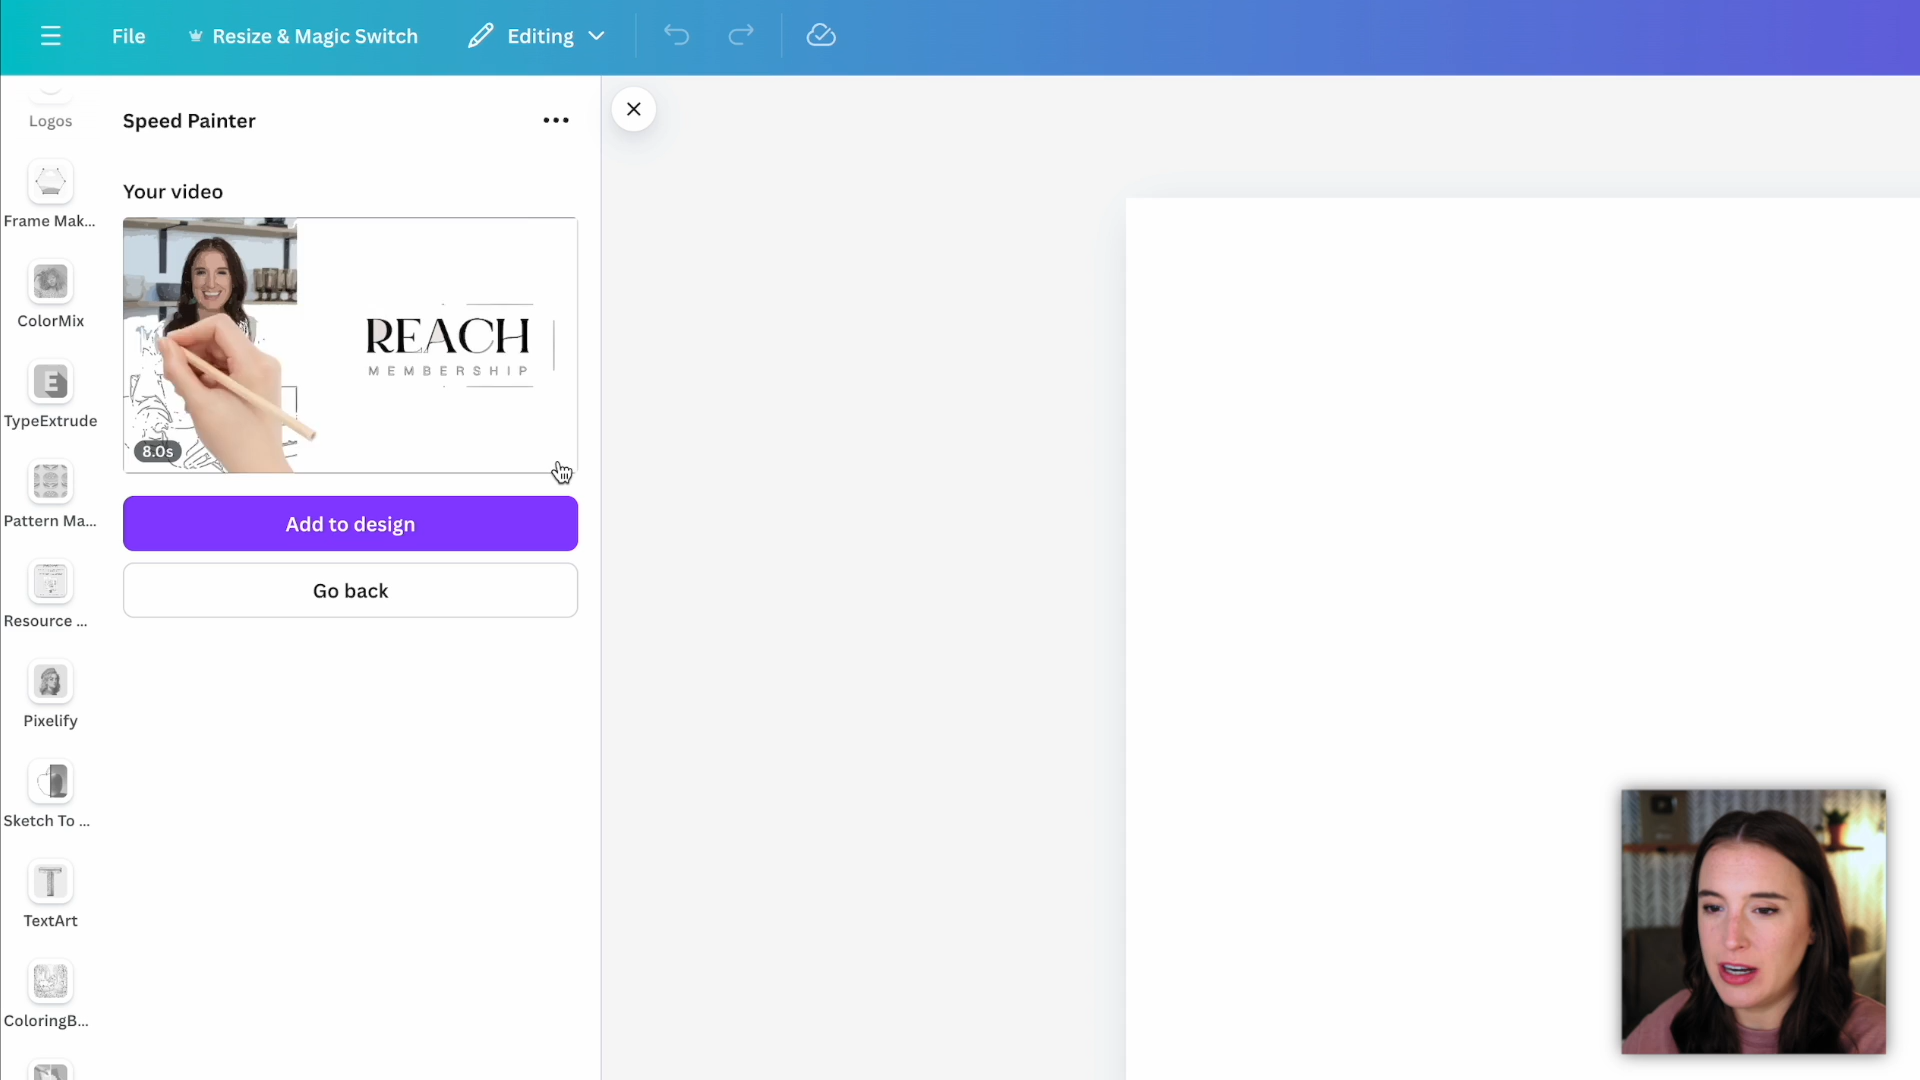 File
Resize & Magic Switch
Editing
Logos
Speed Painter
Your video
Frame Mak...
REACH
MEMBERSHIP
ColorMix
E
TypeExtrude
8.0s
Pattern Ma...
Add to design
Go back
Resource ...
Pixelify
Sketch To ...
T
TextArt
ColoringB...